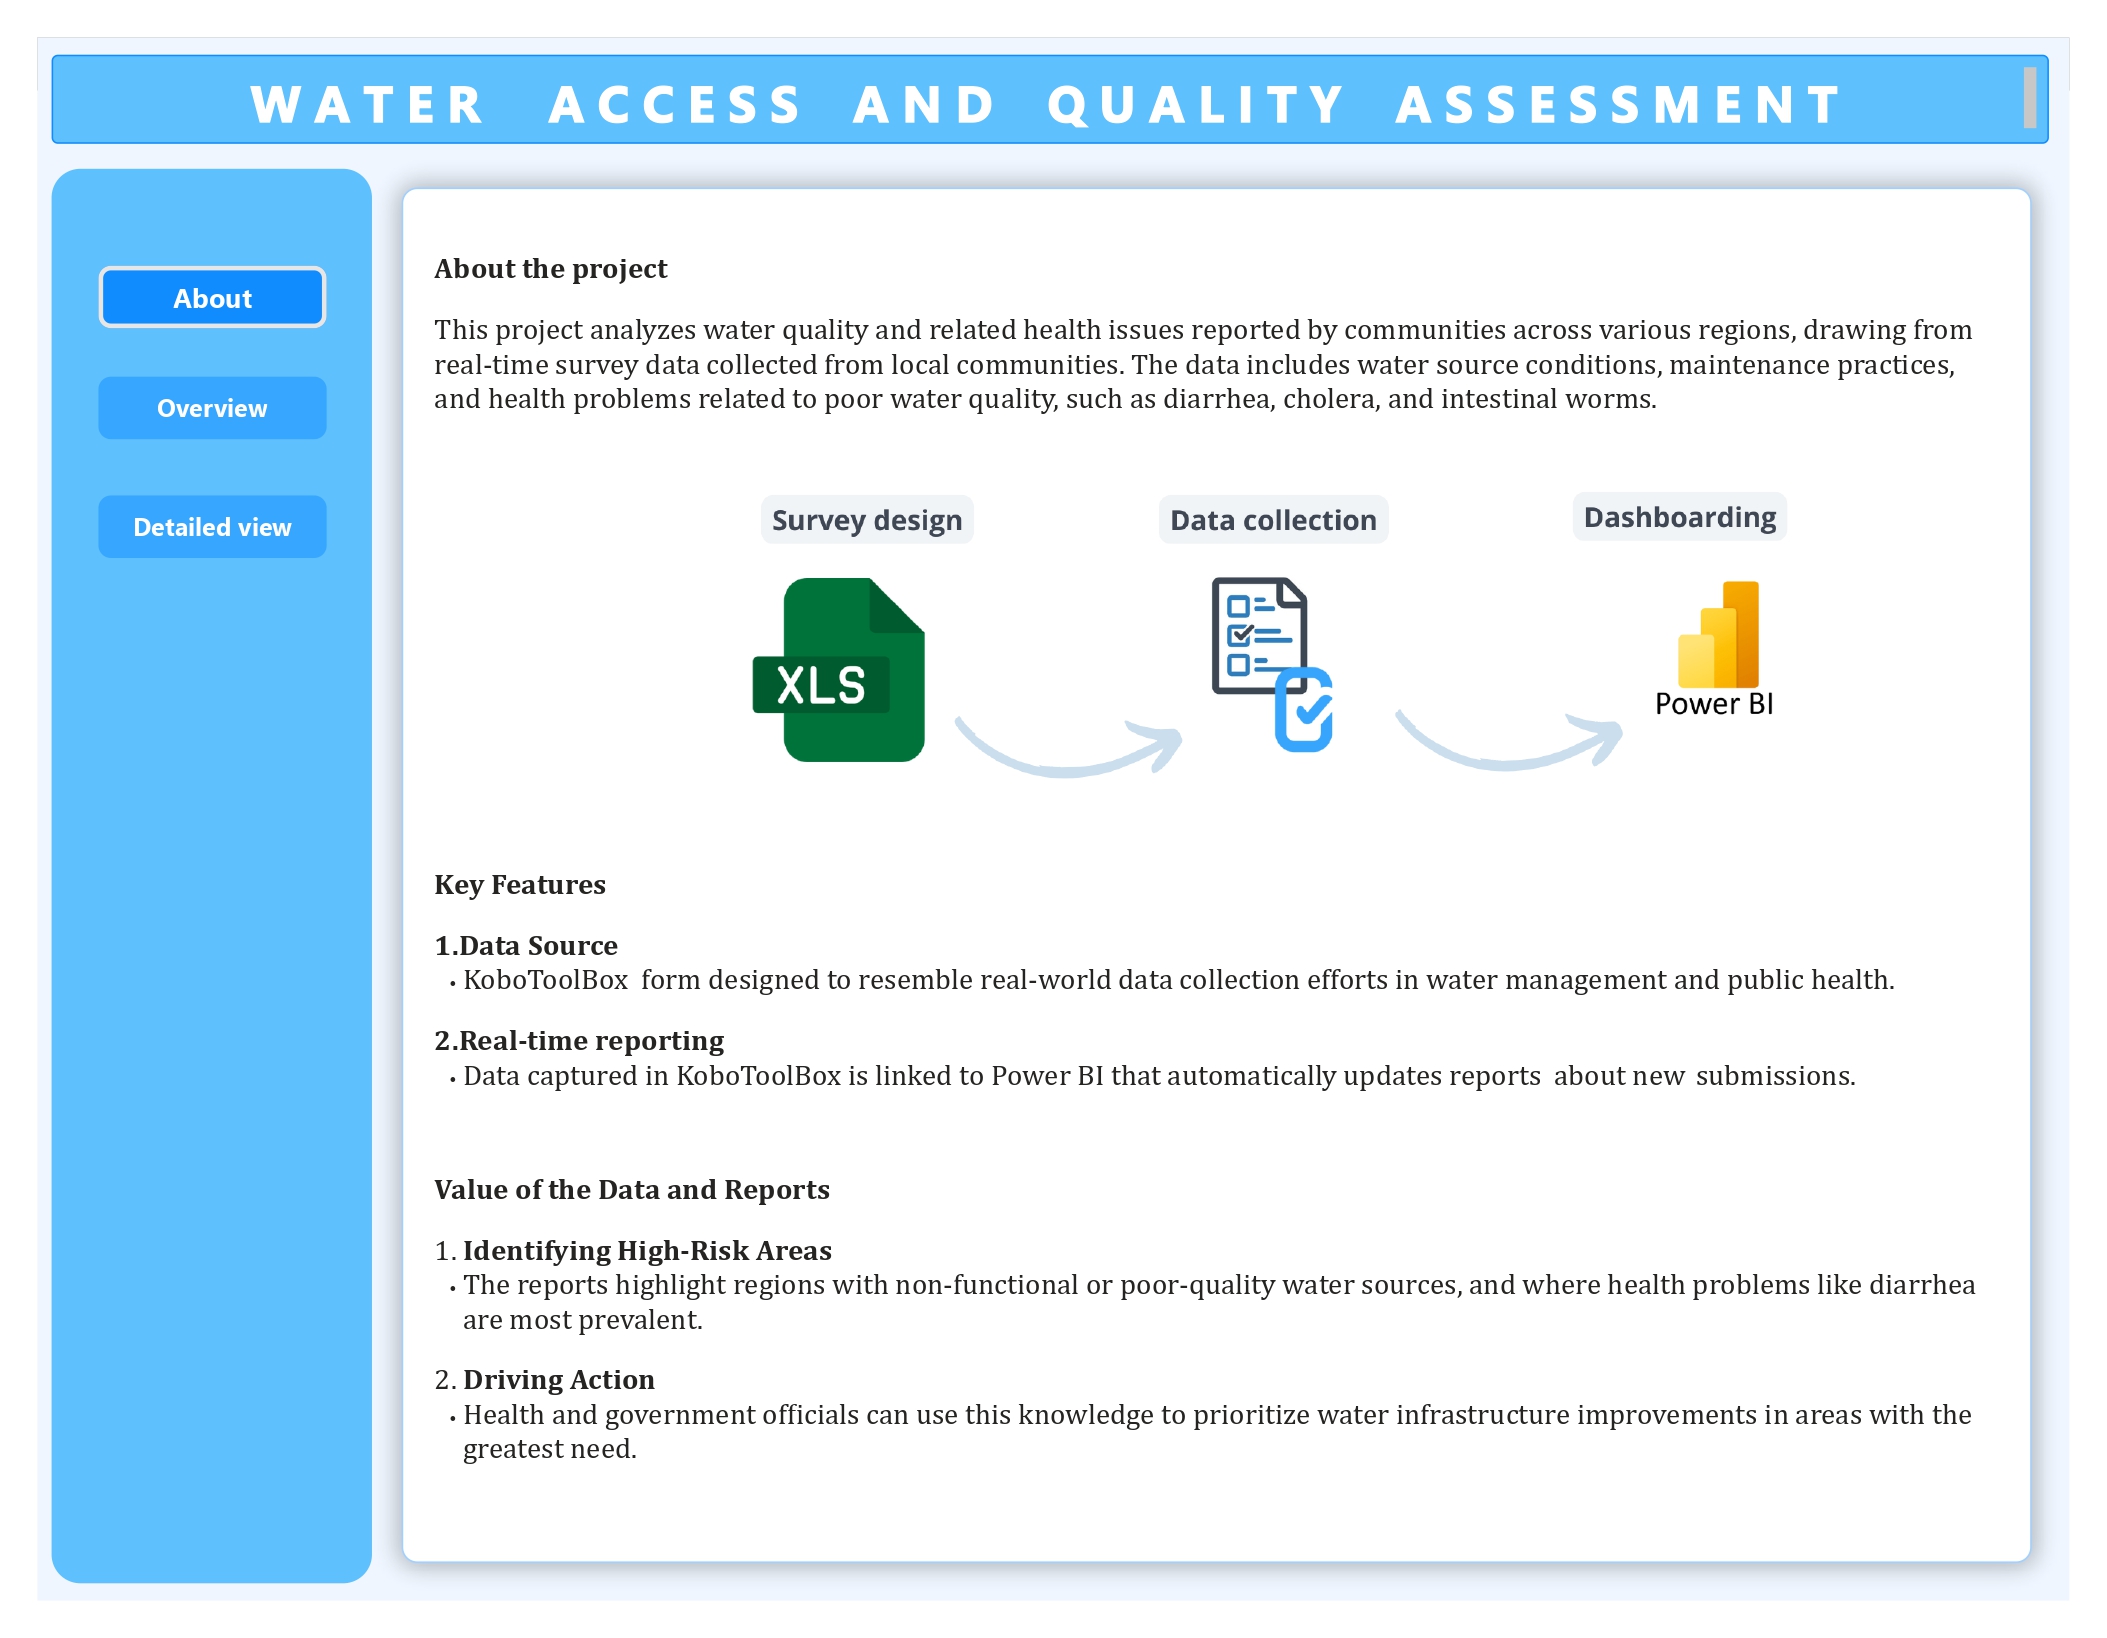 WATER ACCESS AND QUALITY ASSESSMENT
About
Overview
Detailed view
About the project
This project analyzes water quality and related health issues reported by communities across various regions, drawing from
real-time survey data collected from local communities. The data includes water source conditions, maintenance practices,
and health problems related to poor water quality, such as diarrhea, cholera, and intestinal worms.
Survey design
Data collection
Dashboarding
XLS
Power BI
Key Features
1.Data Source
• KoboToolBox  form designed to resemble real-world data collection efforts in water management and public health.
2.Real-time reporting
• Data captured in KoboToolBox is linked to Power BI that automatically updates reports  about new  submissions.
Value of the Data and Reports
1. Identifying High-Risk Areas
• The reports highlight regions with non-functional or poor-quality water sources, and where health problems like diarrhea
are most prevalent.
2. Driving Action
• Health and government officials can use this knowledge to prioritize water infrastructure improvements in areas with the
greatest need.